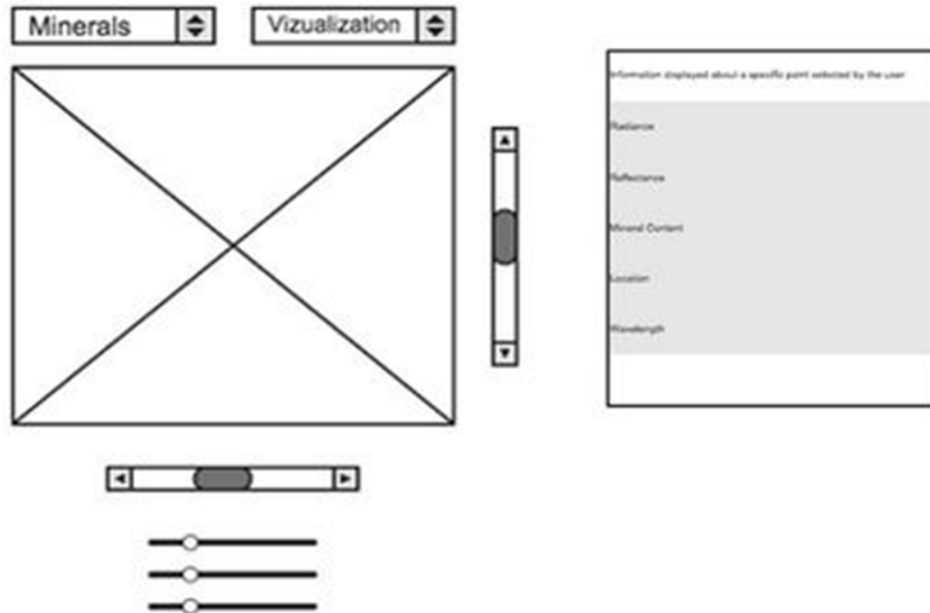 Minerals
Vizualization
Information displayed about a specific point selected by the user
Radiance
Reflectance
Mineral Content
Location
Wavelength